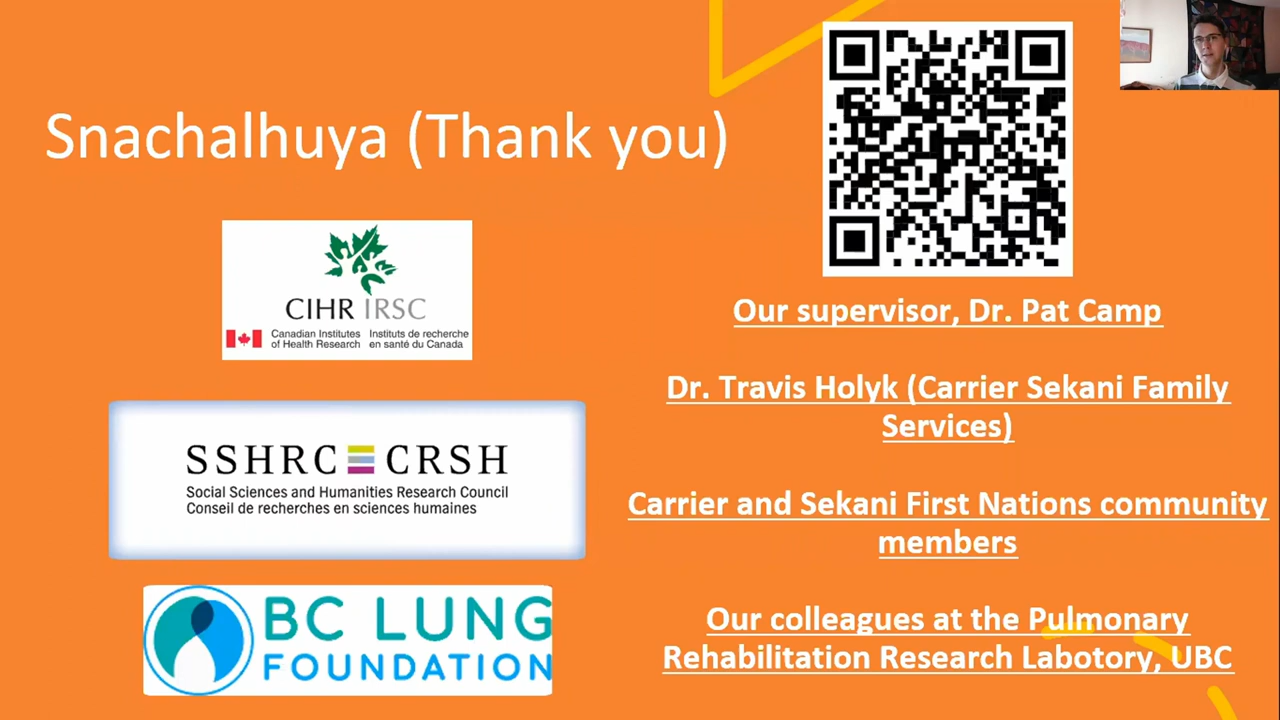 Snachalhuya (Thank you)
CIHR IRSC
Canadian Institutes of Health Research
Instituts de recherche en santé du Canada
SSHRC CRSH
Social Sciences and Humanities Research Council
Conseil de recherches en sciences humaines
BC LUNG
FOUNDATION
Our supervisor, Dr. Pat Camp
Dr. Travis Holyk (Carrier Sekani Family
Services)
Carrier and Sekani First Nations community
members
Our colleagues at the Pulmonary
Rehabilitation Research Labotory, UBC